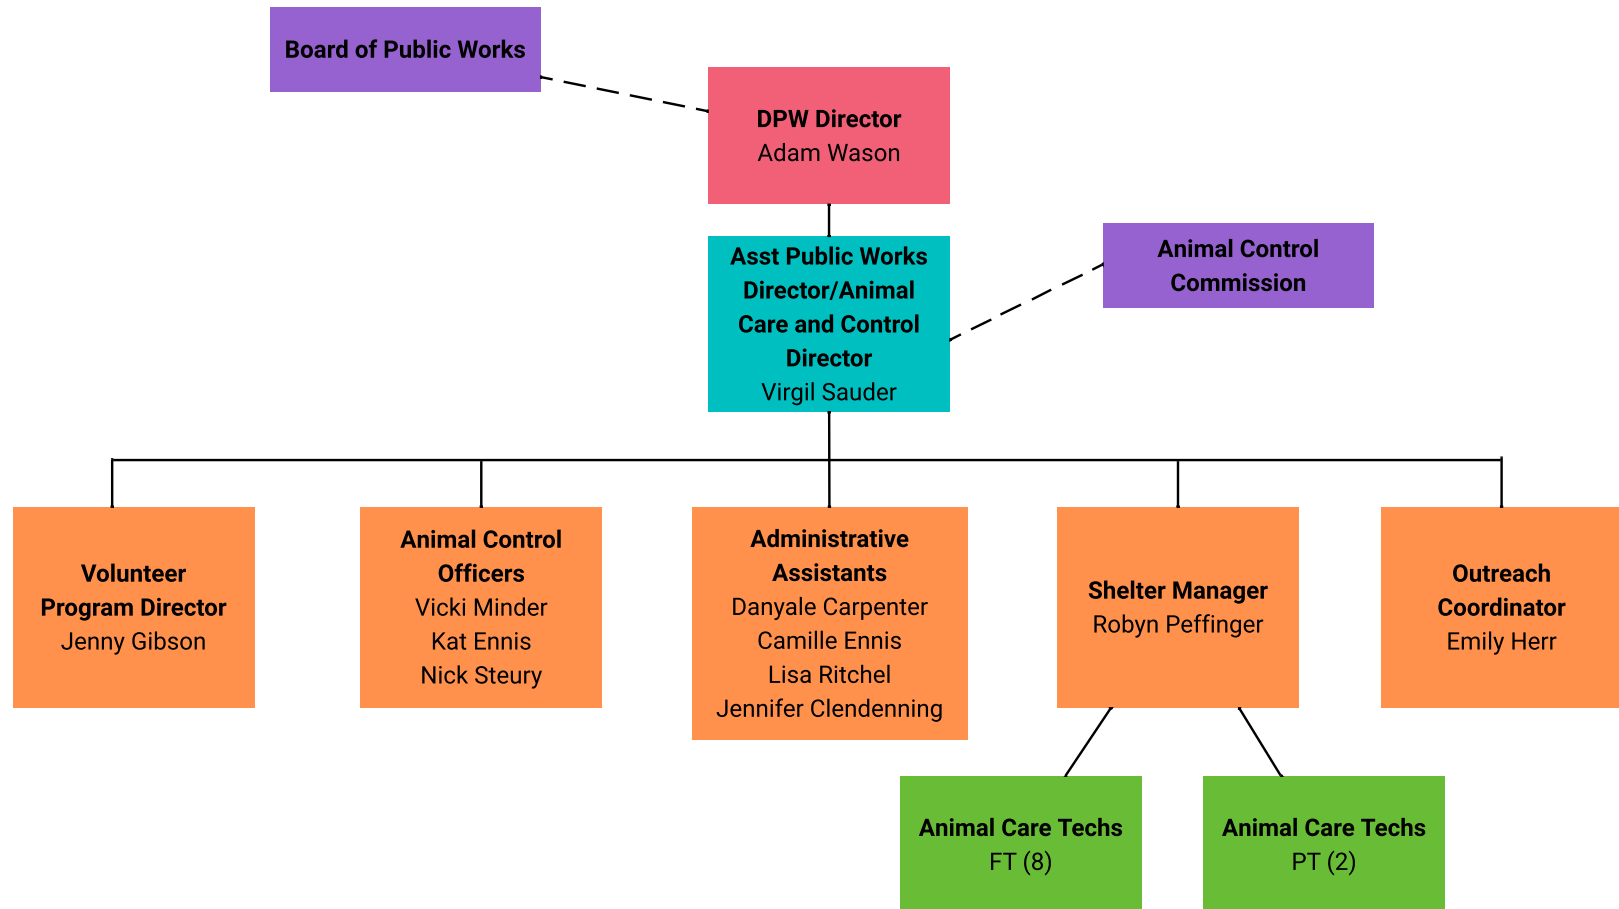 Board of Public Works
DPW Director
Adam Wason
Asst Public Works
Director/Animal
Care and Control
Director
Virgil Sauder
Animal Control
Commission
Volunteer
Program Director
Jenny Gibson
Animal Control
Officers
Vicki Minder
Kat Ennis
Nick Steury
Administrative
Assistants
Danyale Carpenter
Camille Ennis
Lisa Ritchel
Jennifer Clendenning
Shelter Manager
Robyn Peffinger
Outreach
Coordinator
Emily Herr
Animal Care Techs
FT (8)
Animal Care Techs
PT (2)